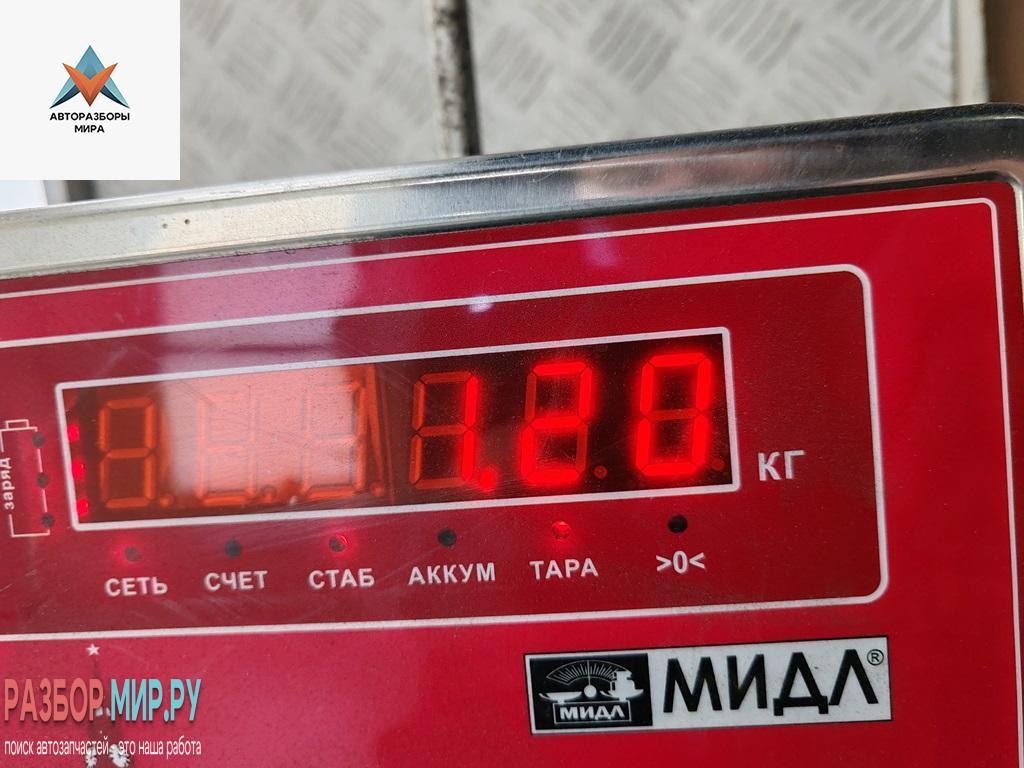 АВТОРАЗБОРЫ
МИРА
1.20
КГ
заряд
СЕТЬ СЧЕТ СТАБ АККУМ ТАРА >0<
МИДЛ
МИДЛ®
РАЗБОР.МИР.РУ
поиск автозапчастей - это наша работа